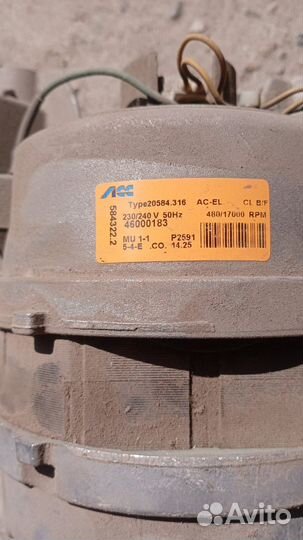 ACC
Type20584.316 AC-EL CL B/F
230/240 V 50Hz 480/17000 RPM
46000183
MU 1-1 P2591
5-4-E .CO. 14.25
584322.2
Avito